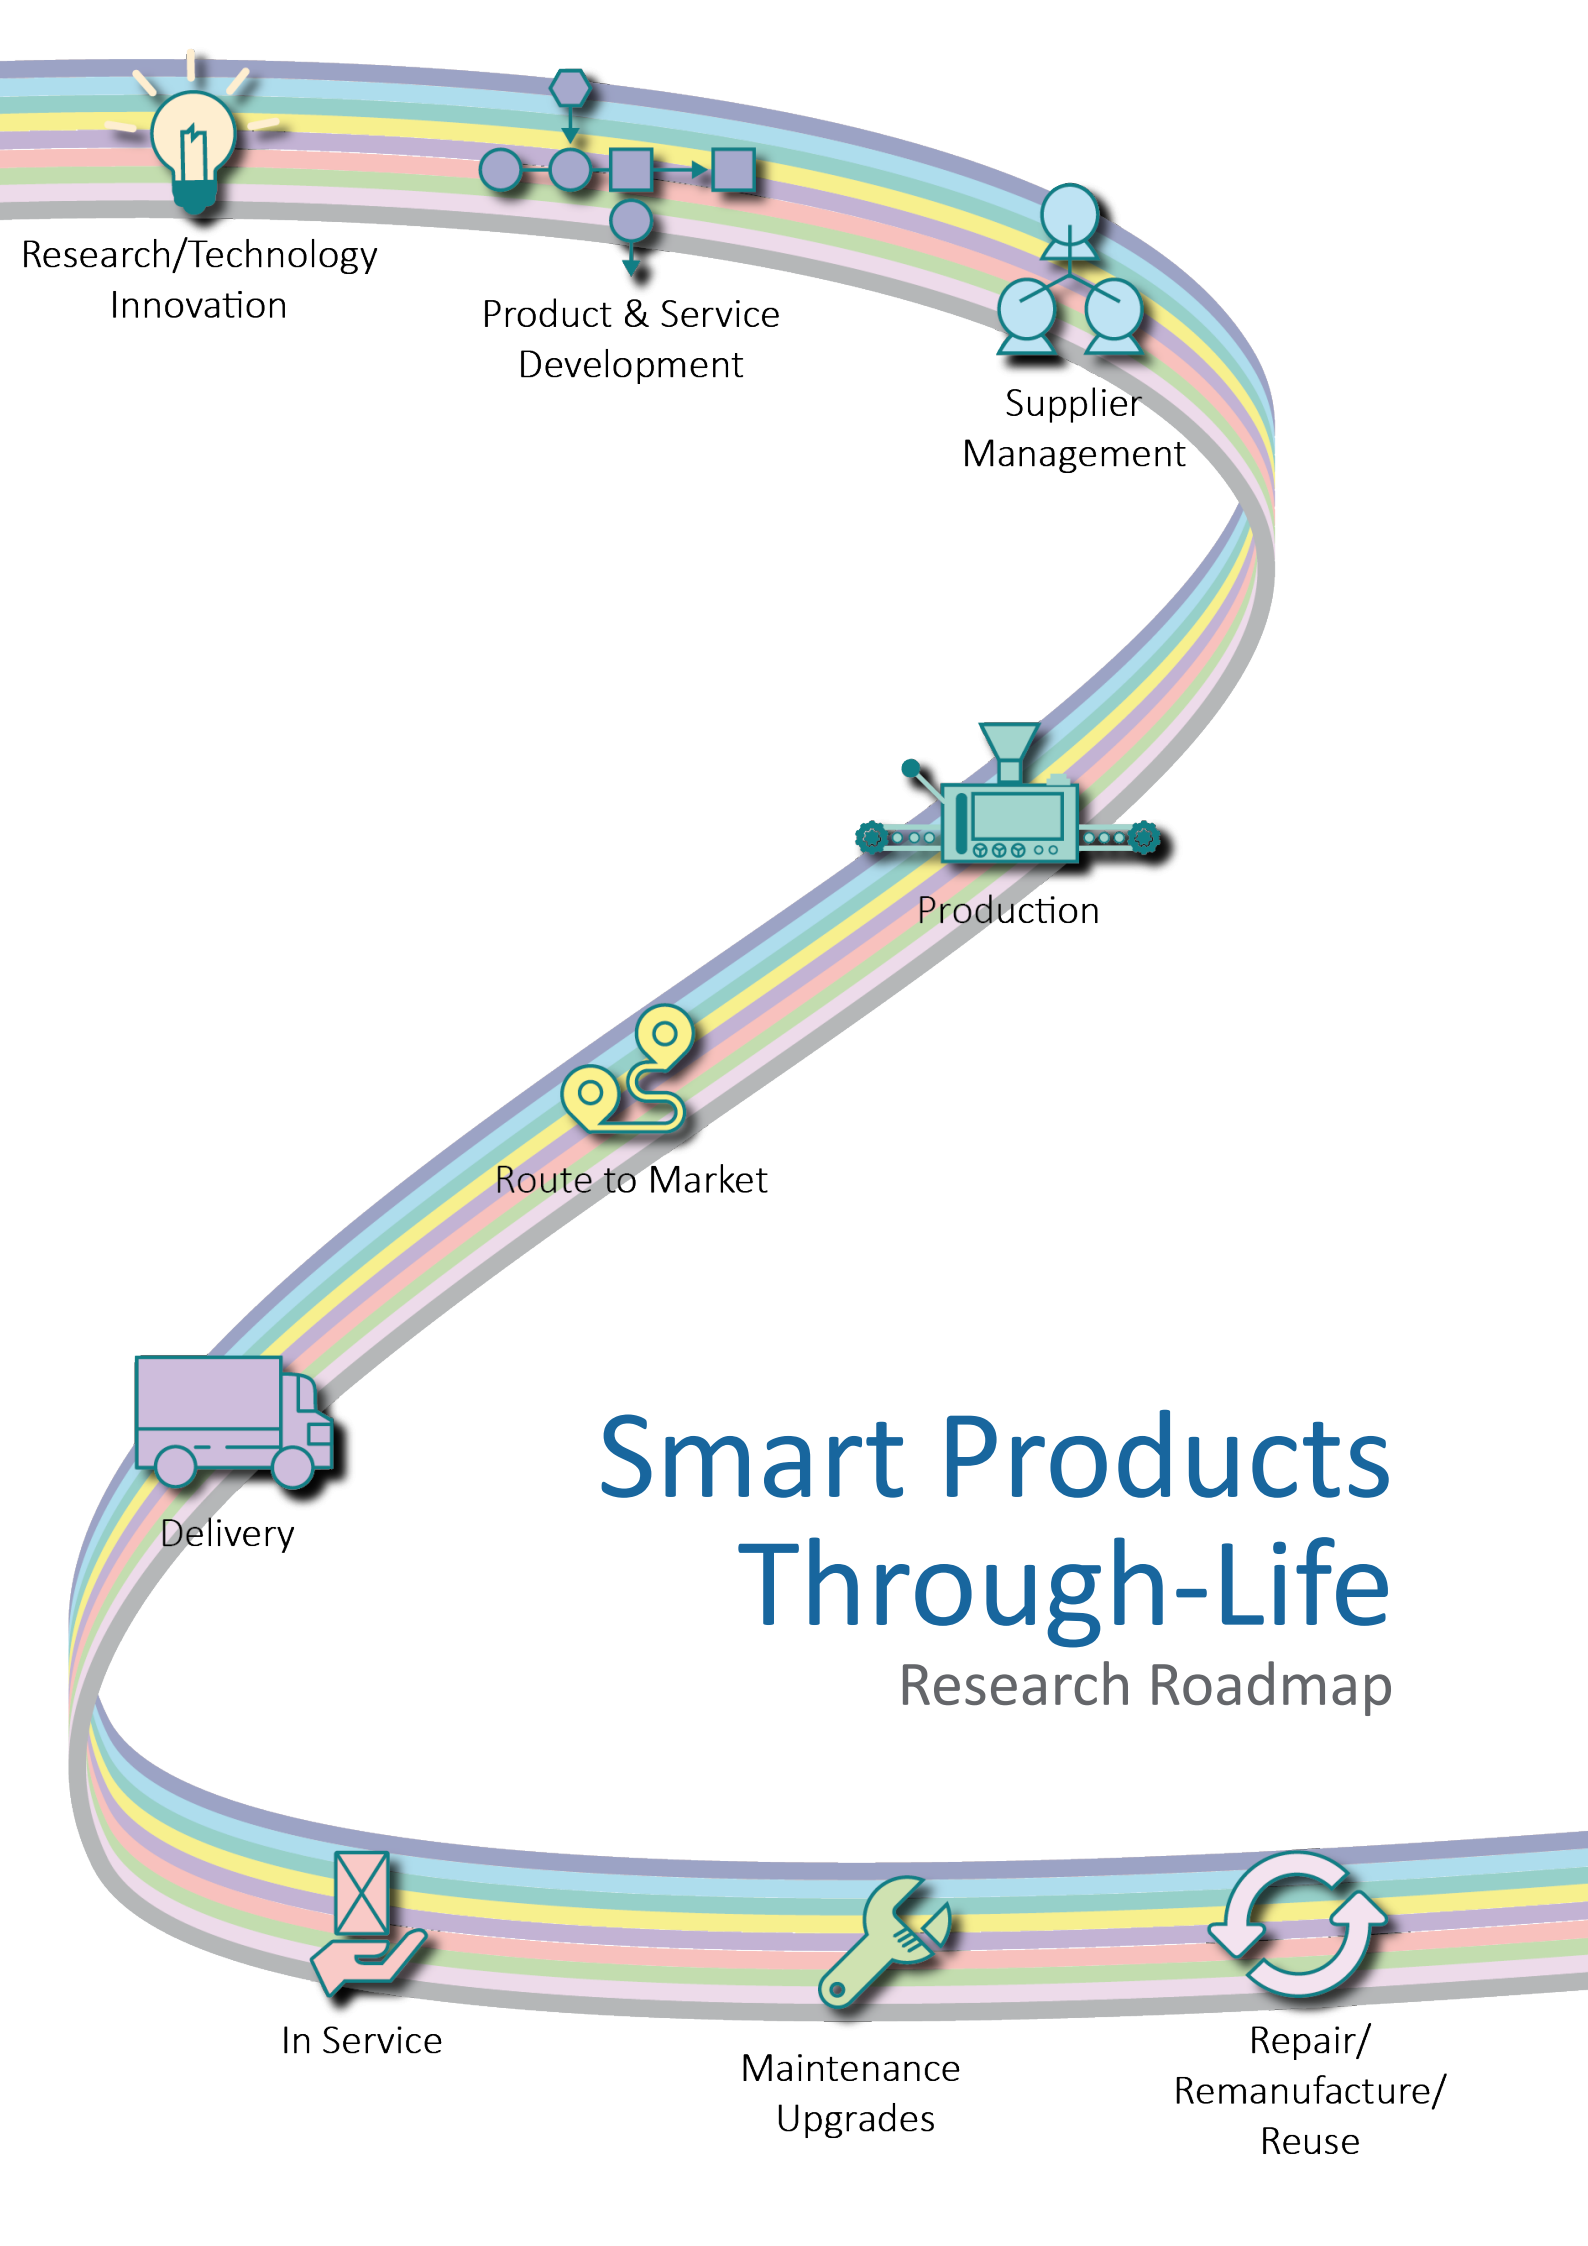 Research/Technology
Innovation
Product & Service
Development
Supplier
Management
Production
Route to Market
Delivery
Smart Products
Through-Life
Research Roadmap
In Service
Maintenance
Upgrades
Repair/
Remanufacture/
Reuse